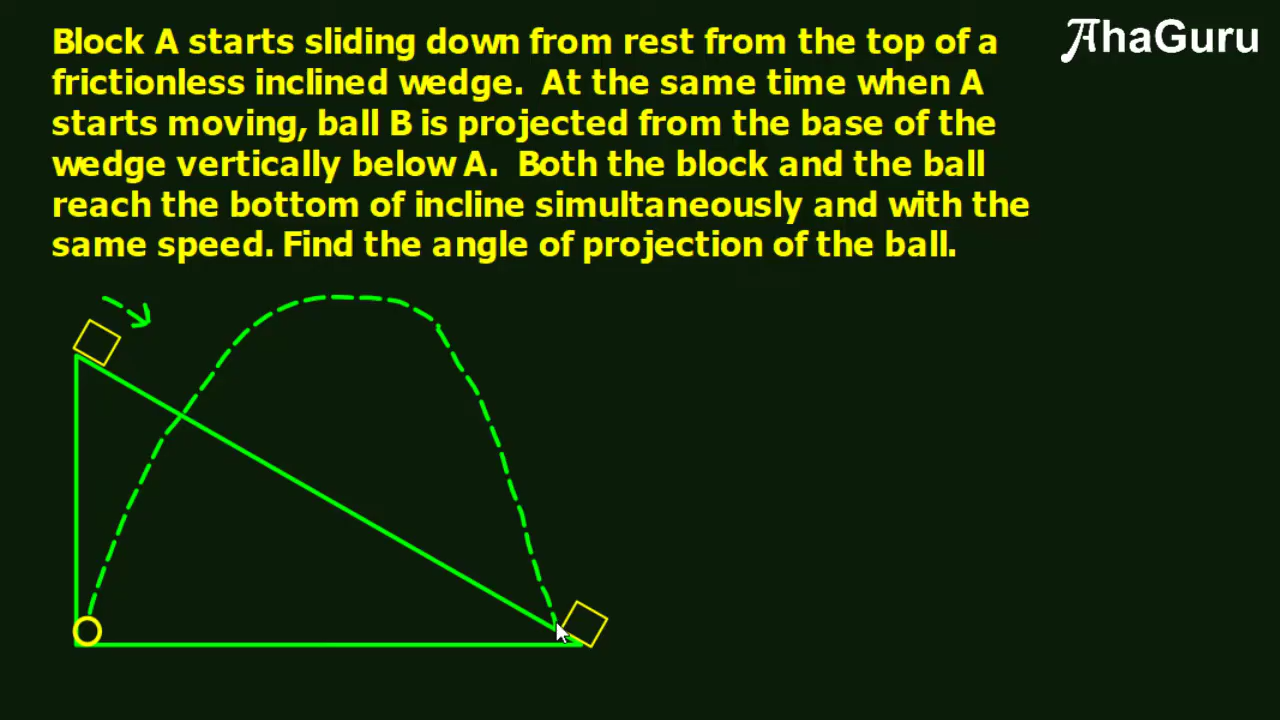 Block A starts sliding down from rest from the top of a
frictionless inclined wedge.  At the same time when A
starts moving, ball B is projected from the base of the
wedge vertically below A.  Both the block and the ball
reach the bottom of incline simultaneously and with the
same speed. Find the angle of projection of the ball.
AhaGuru